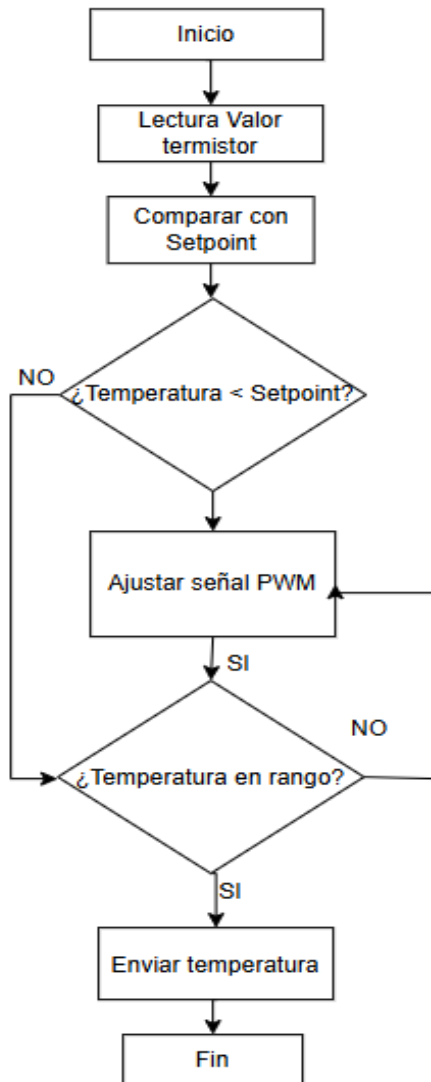 Inicio
Lectura Valor
termistor
Comparar con
Setpoint
NO
¿Temperatura < Setpoint?
Ajustar señal PWM
SI
NO
¿Temperatura en rango?
SI
Enviar temperatura
Fin